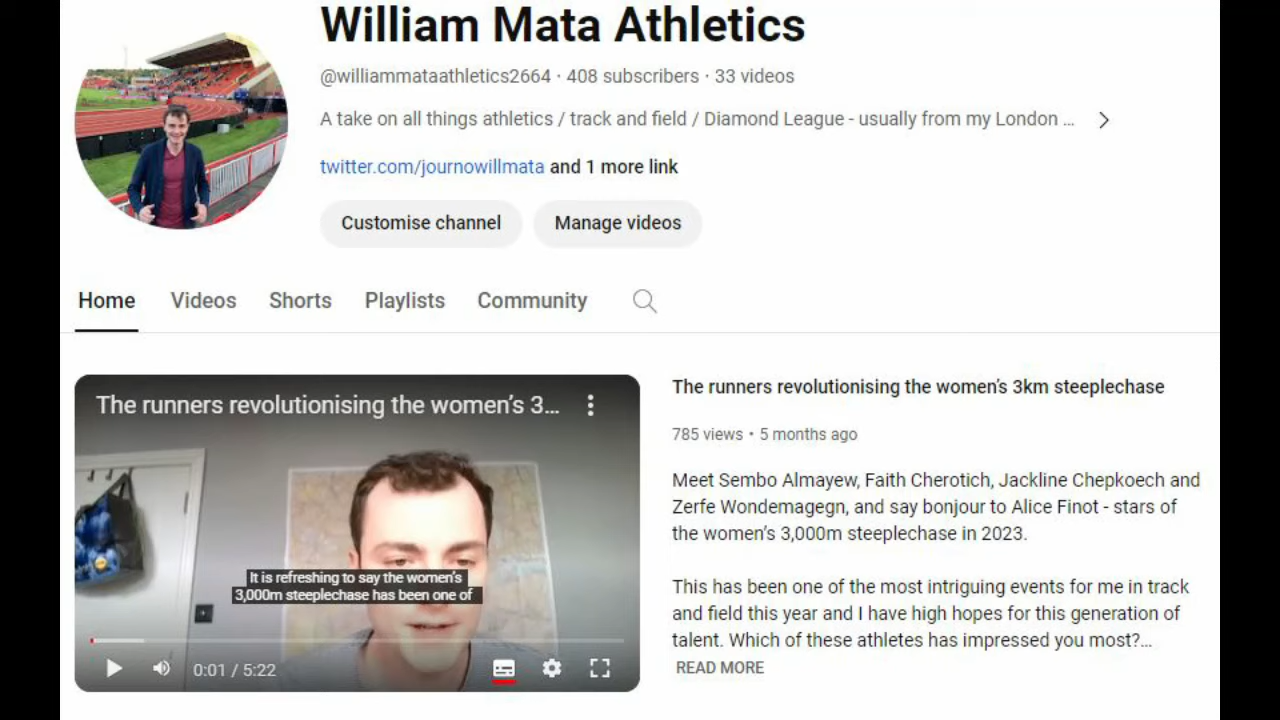 William Mata Athletics
@williammataathletics2664 · 408 subscribers · 33 videos
A take on all things athletics / track and field / Diamond League - usually from my London ...
twitter.com/journowillmata and 1 more link
Customise channel Manage videos
Home Videos Shorts Playlists Community
The runners revolutionising the women's 3...
It is refreshing to say the women's
3,000m steeplechase has been one of
0:01 / 5:22
The runners revolutionising the women's 3km steeplechase
785 views • 5 months ago
Meet Sembo Almayew, Faith Cherotich, Jackline Chepkoech and
Zerfe Wondemagegn, and say bonjour to Alice Finot - stars of
the women's 3,000m steeplechase in 2023.
This has been one of the most intriguing events for me in track
and field this year and I have high hopes for this generation of
talent. Which of these athletes has impressed you most?...
READ MORE